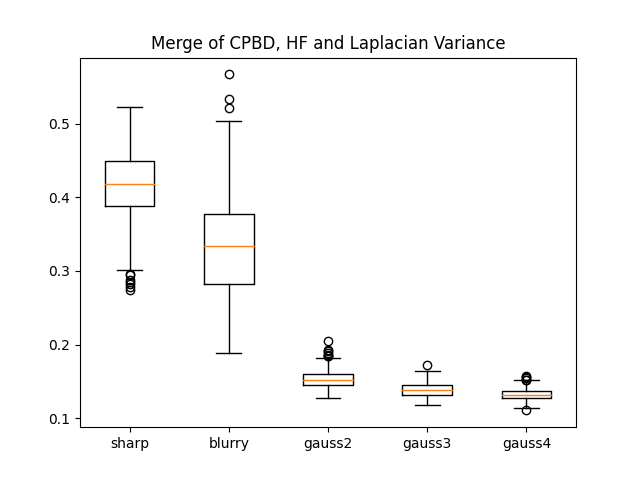 Merge of CPBD, HF and Laplacian Variance
0.5
0.4
0.3
0.2
0.1
sharp blurry gauss2 gauss3 gauss4